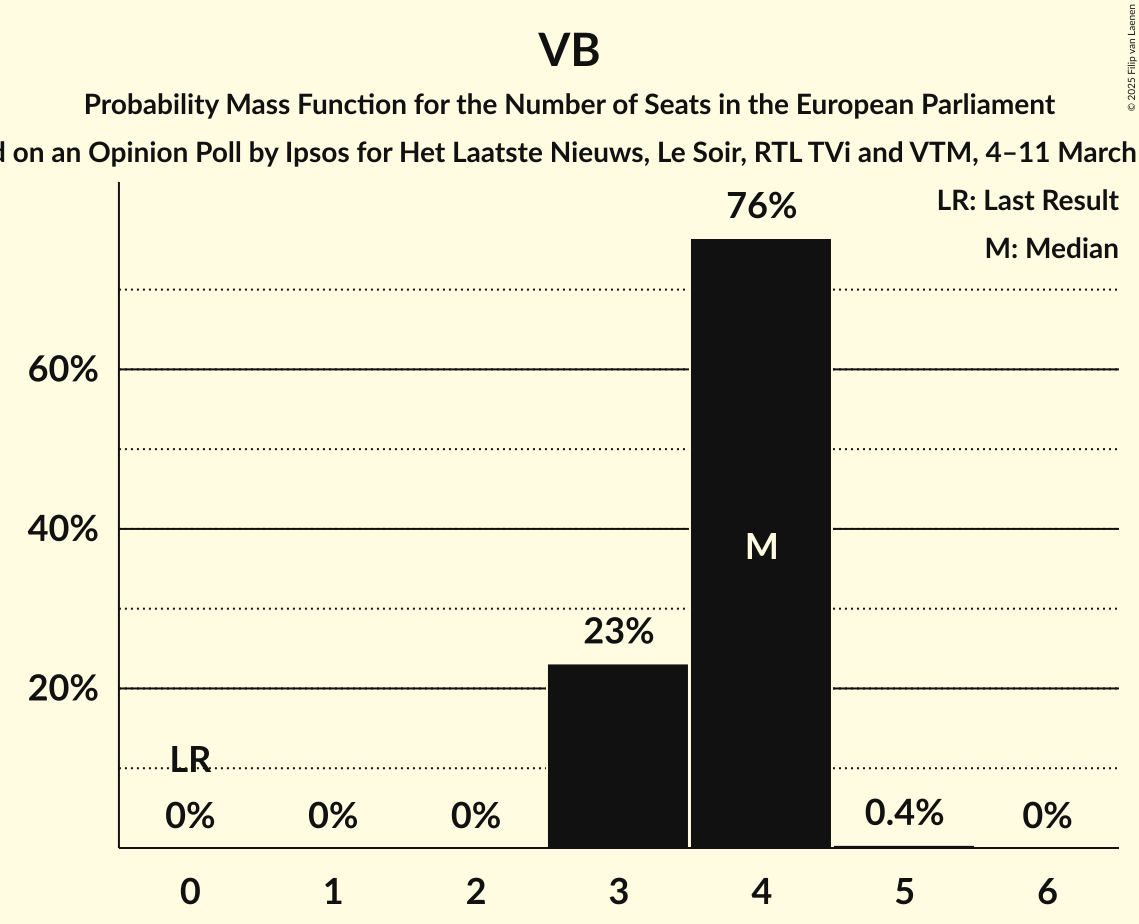 VB
Probability Mass Function for the Number of Seats in the European Parliament
on an Opinion Poll by Ipsos for Het Laatste Nieuws, Le Soir, RTL TVi and VTM, 4–11 March
© 2025 Filip van Laenen
LR: Last Result
M: Median
76%
60%
40%
M
23%
20%
LR
0%
0%
0%
0.4%
0%
0
1
2
3
4
5
6